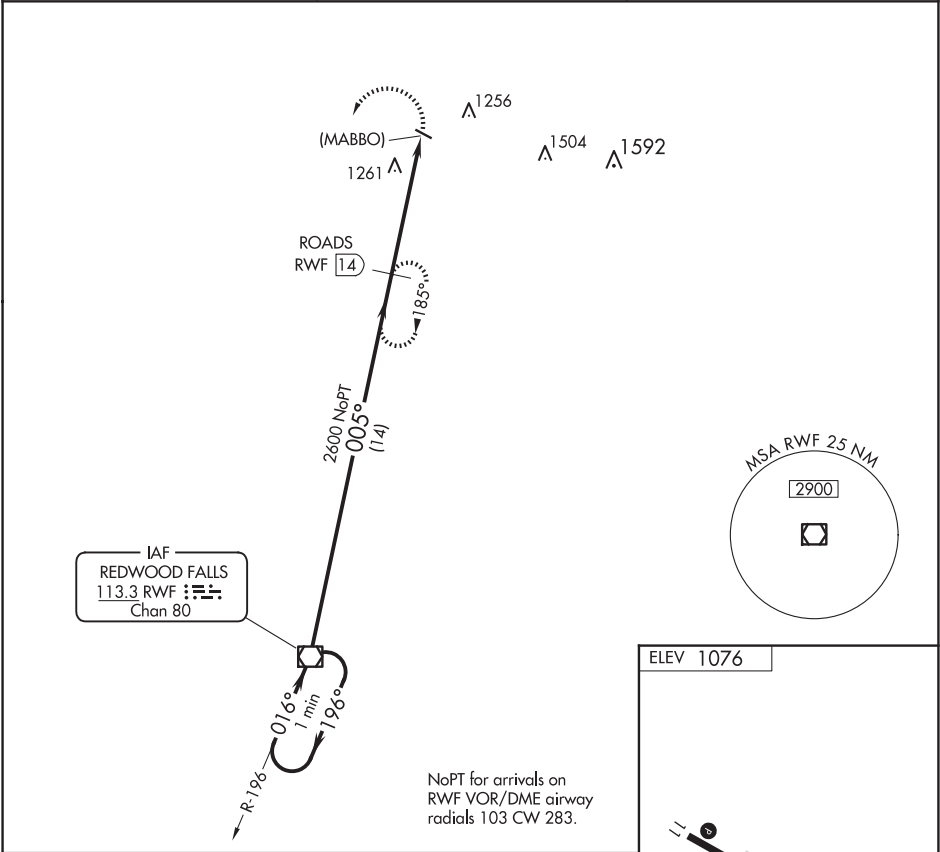 1256
(MABBO)
1504
1592
1261
ROADS
RWF 14
185°
2600 NoPT
005°
(14)
MSA RWF 25 NM
2900
IAF
REDWOOD FALLS
113.3 RWF
Chan 80
ELEV 1076
016°
1 min
196°
R-196
NoPT for arrivals on
RWF VOR/DME airway
radials 103 CW 283.
11
P